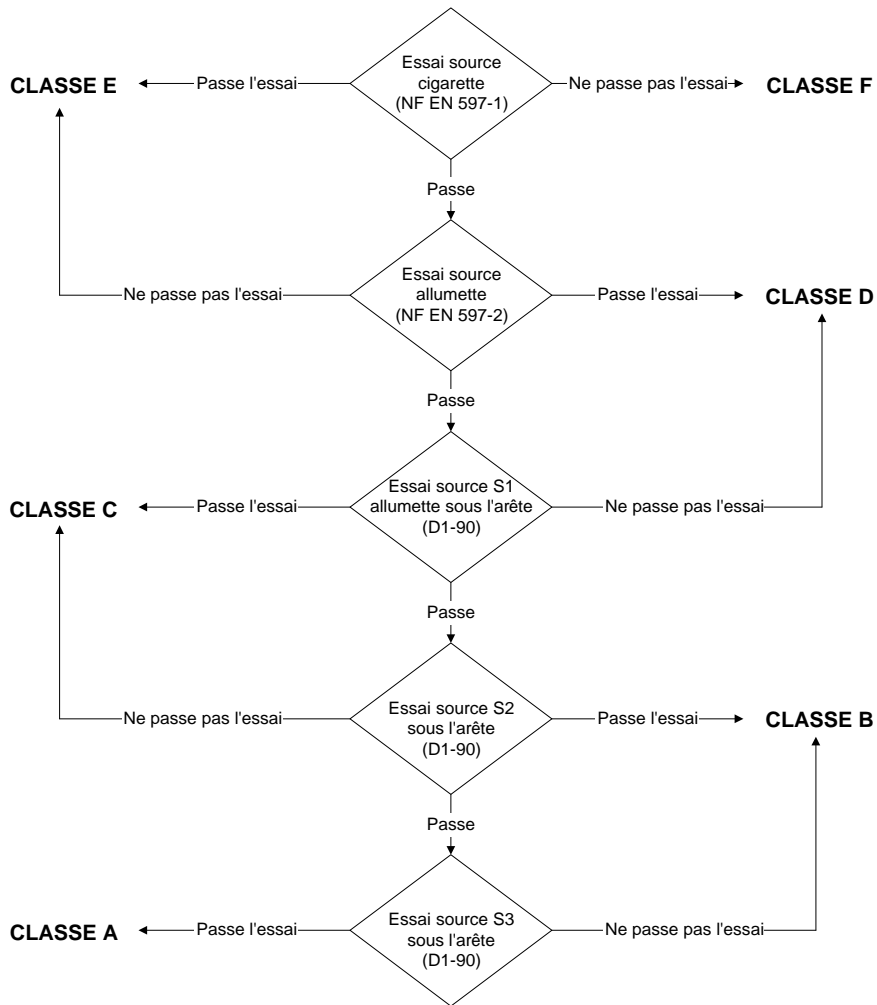 Essai source
cigarette
(NF EN 597-1)
CLASSE E
Passe l'essai
Ne passe pas l'essai
CLASSE F
Passe
Essai source
allumette
(NF EN 597-2)
Ne passe pas l'essai
Passe l'essai
CLASSE D
Passe
Essai source S1
allumette sous l'arête
(D1-90)
CLASSE C
Passe l'essai
Ne passe pas l'essai
Passe
Essai source S2
sous l'arête
(D1-90)
Ne passe pas l'essai
Passe l'essai
CLASSE B
Passe
Essai source S3
sous l'arête
(D1-90)
CLASSE A
Passe l'essai
Ne passe pas l'essai